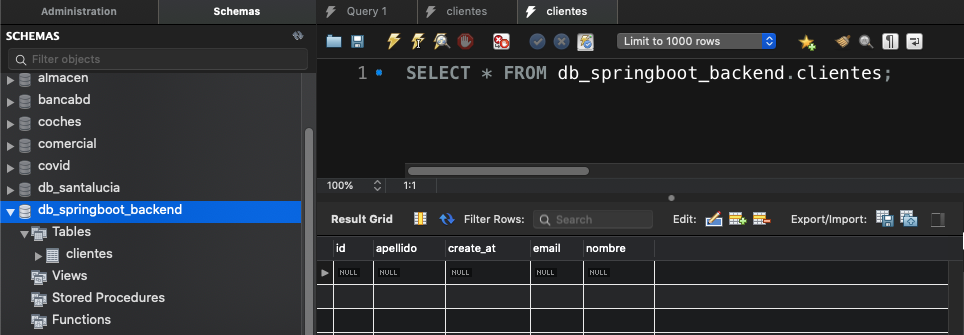 Administration Schemas
SCHEMAS
Filter objects
almacen
bancabd
coches
comercial
covid
db_santalucia
db_springboot_backend
Tables
clientes
Views
Stored Procedures
Functions
Query 1 clientes clientes
Limit to 1000 rows
1 SELECT * FROM db_springboot_backend.clientes;
100% 1:1
Result Grid Filter Rows: Search Edit: Export/Import:
id apellido create_at email nombre
NULL NULL NULL NULL NULL